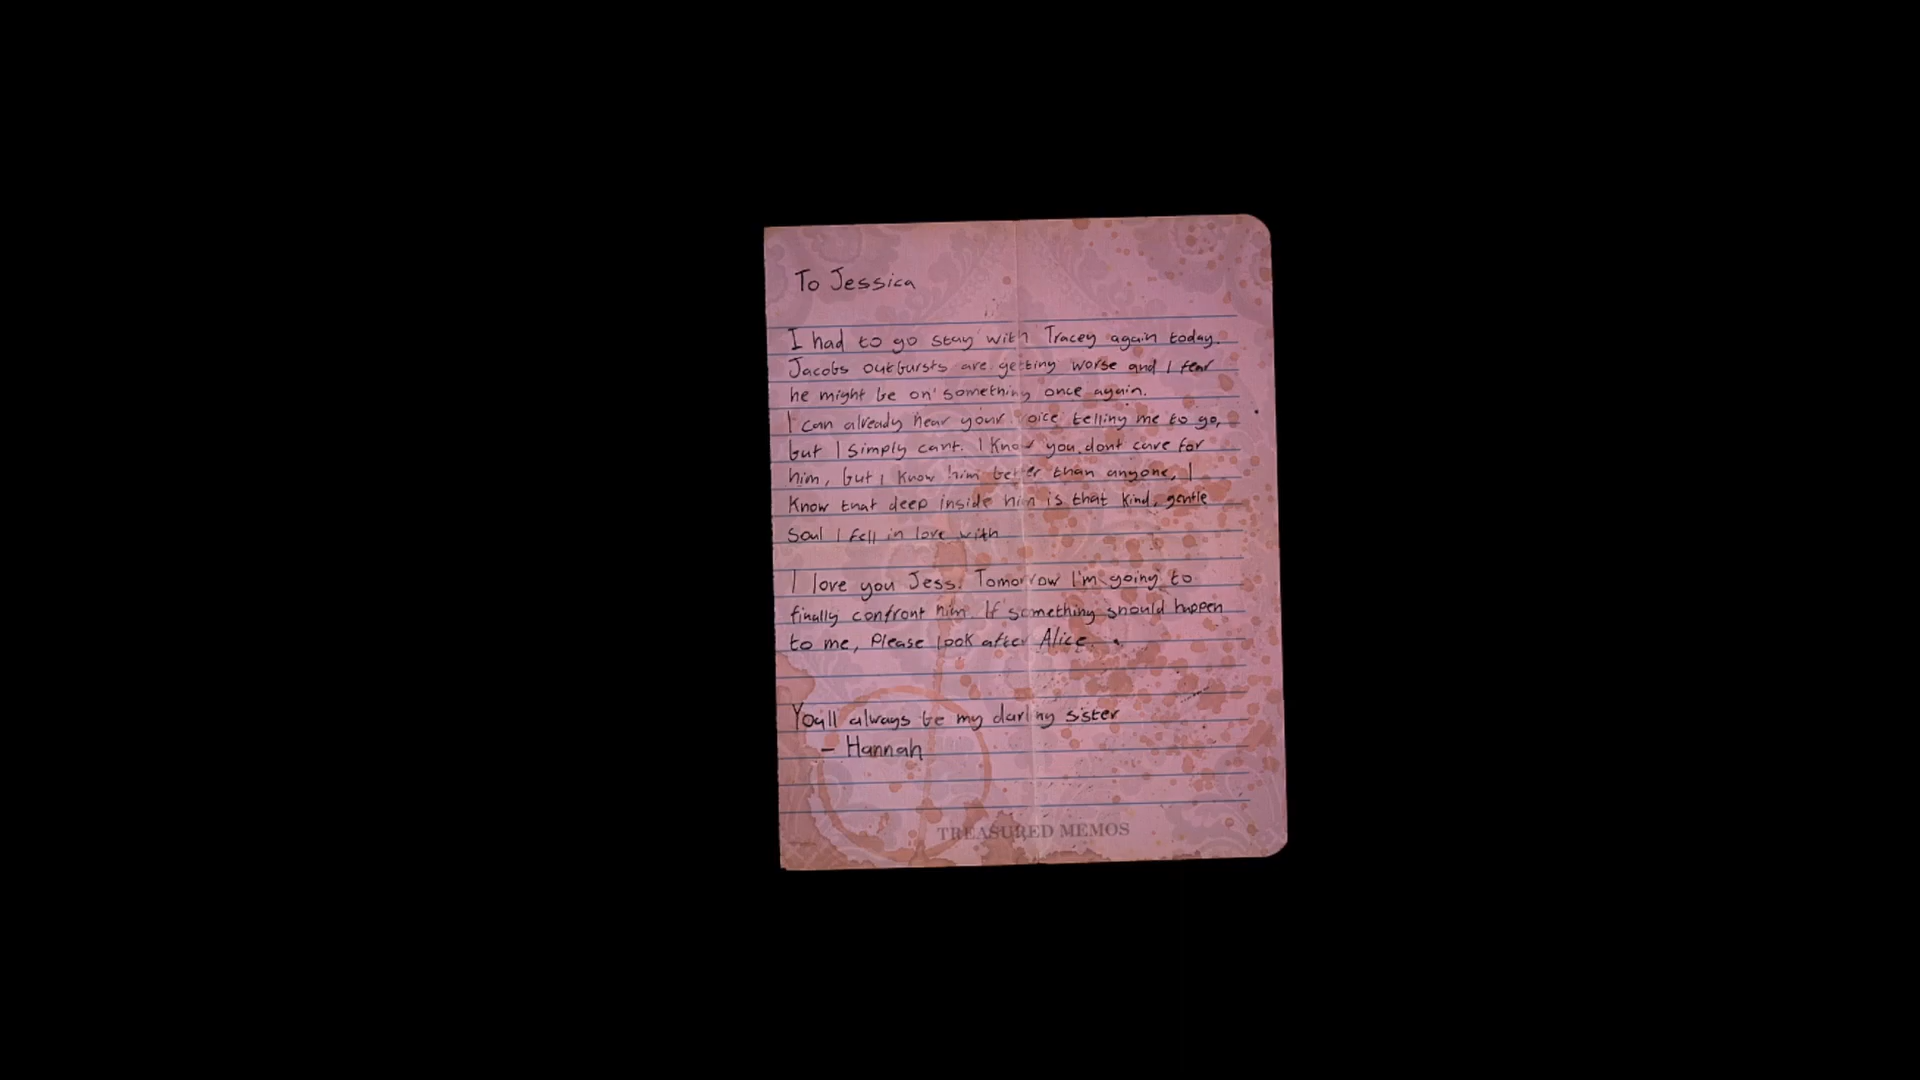 To Jessica
I had to go stay with Tracey again today.
Jacobs outbursts are getting worse and I fear
he might be on something once again.
I can already hear your voice telling me to go,
but I simply cant. I know you dont care for
him, but I know him better than anyone, I
know that deep inside him is that kind, gentle
soul I fell in love with
I love you Jess. Tomorrow I'm going to
finally confront him. If something should happen
to me, Please look after Alice.
Youll always be my darling sister
- Hannah
TREASURED MEMOS